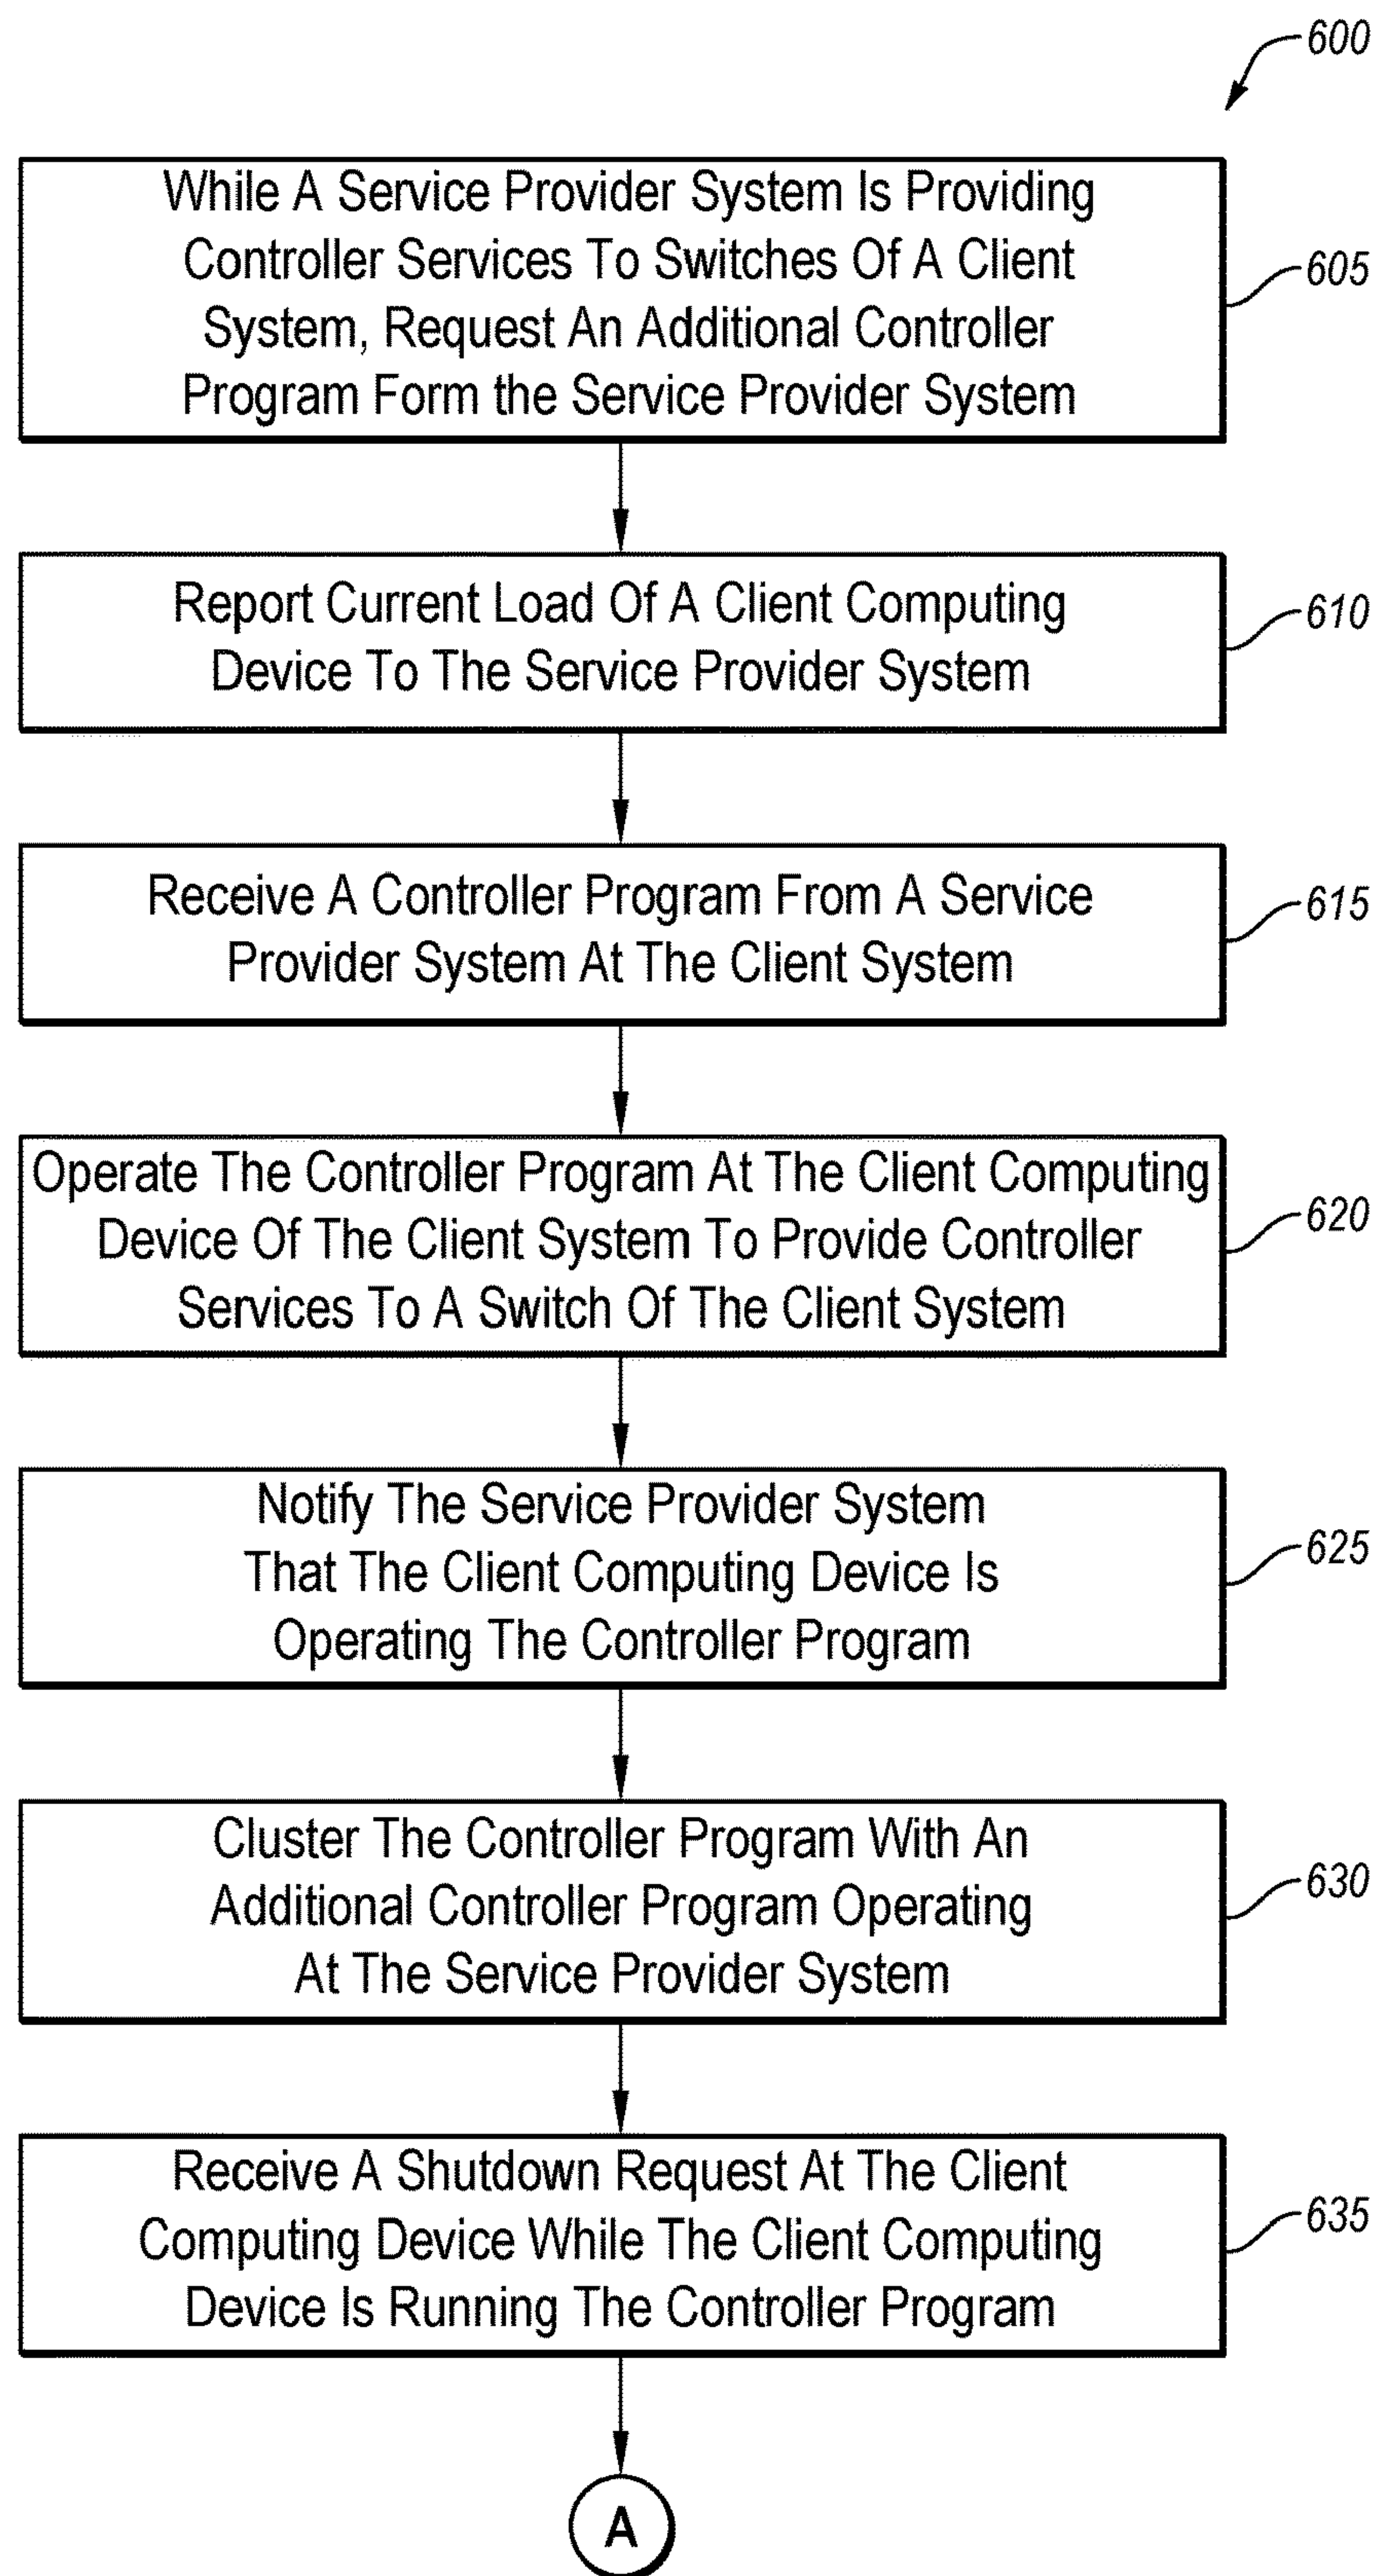 600
While A Service Provider System Is Providing
Controller Services To Switches Of A Client
System, Request An Additional Controller
Program Form the Service Provider System
605
Report Current Load Of A Client Computing
Device To The Service Provider System
610
Receive A Controller Program From A Service
Provider System At The Client System
615
Operate The Controller Program At The Client Computing
Device Of The Client System To Provide Controller
Services To A Switch Of The Client System
620
Notify The Service Provider System
That The Client Computing Device Is
Operating The Controller Program
625
Cluster The Controller Program With An
Additional Controller Program Operating
At The Service Provider System
630
Receive A Shutdown Request At The Client
Computing Device While The Client Computing
Device Is Running The Controller Program
635
A